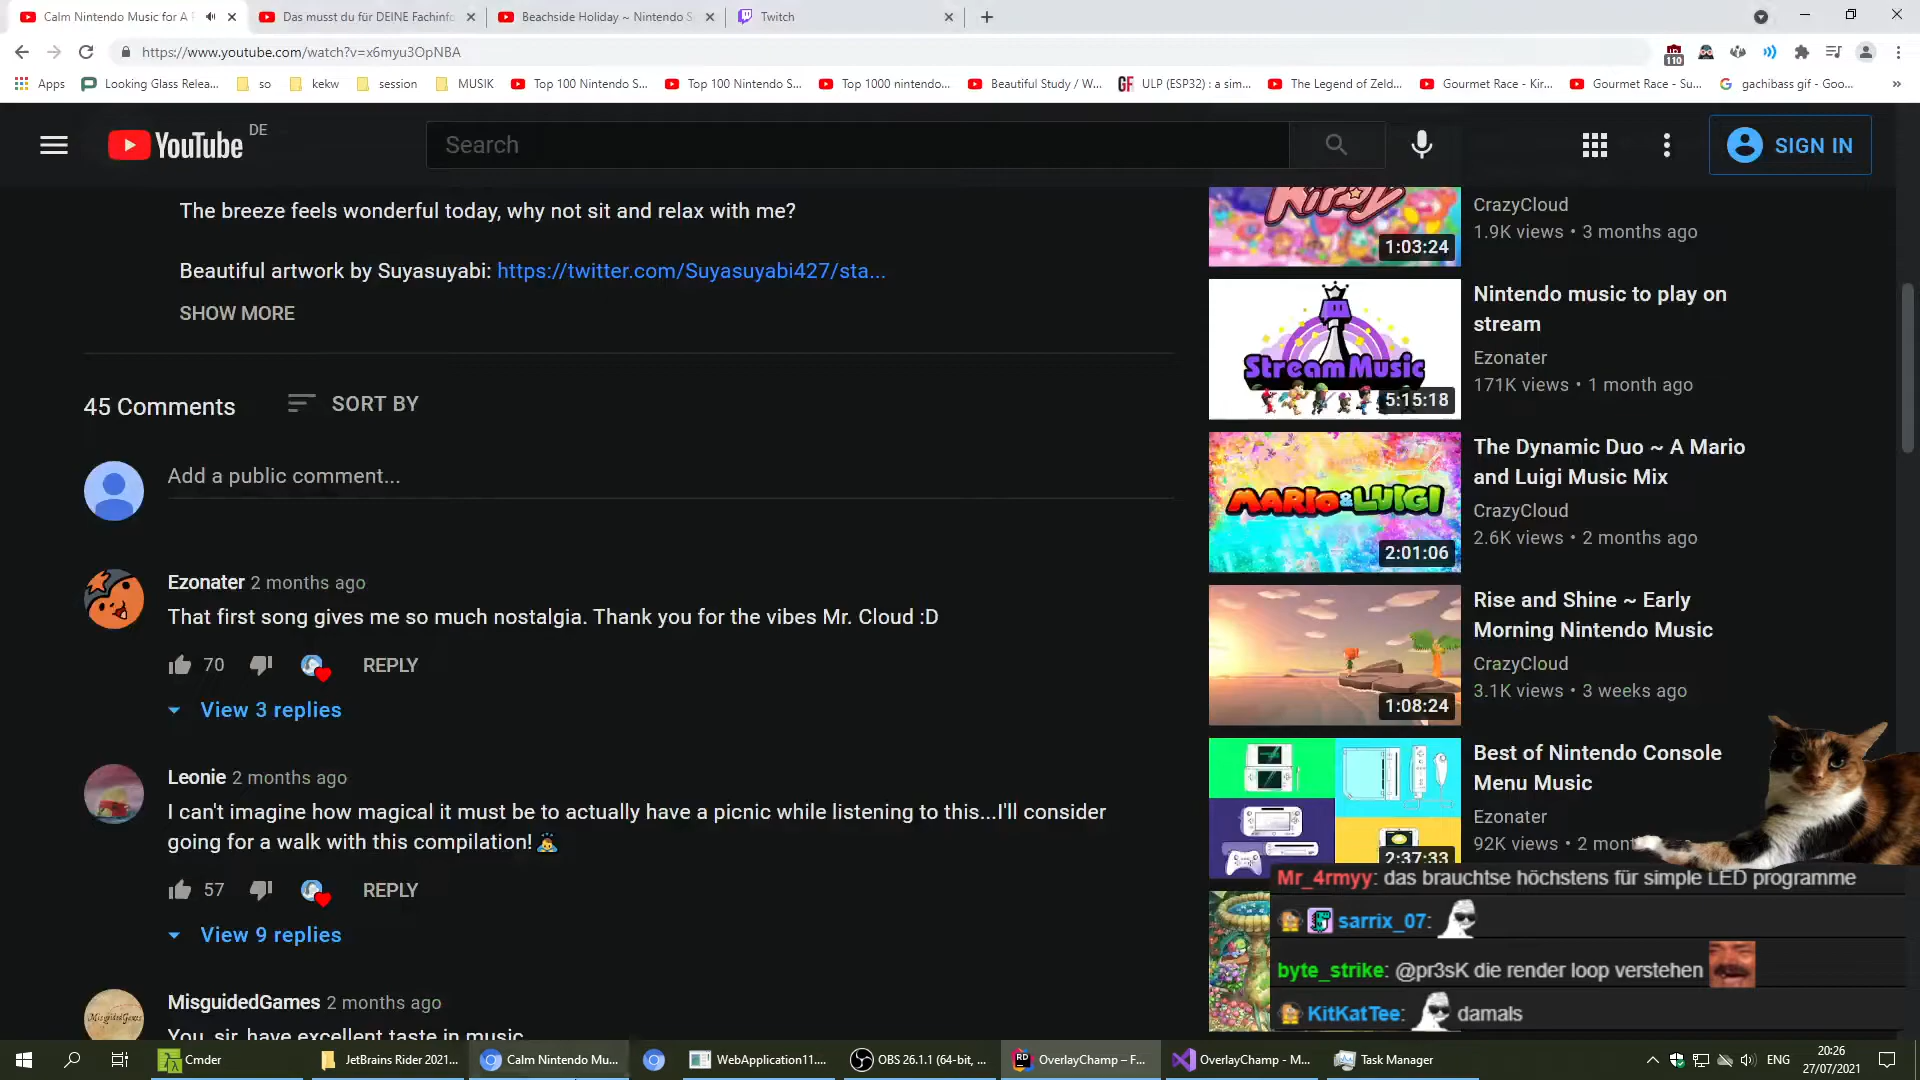 Calm Nintendo Music for A
Das musst du für DEINE Fachinfo
Beachside Holiday ~ Nintendo S
Twitch
https://www.youtube.com/watch?v=x6myu3OpNBA
110
Apps
Looking Glass Relea...
so
kekw
session
MUSIK
Top 100 Nintendo S...
Top 100 Nintendo S...
Top 1000 nintendo...
Beautiful Study / W...
GF
ULP (ESP32) : a sim...
The Legend of Zeld...
Gourmet Race - Kir...
Gourmet Race - Su...
gachibass gif - Goo...
YouTube DE
Search
SIGN IN
The breeze feels wonderful today, why not sit and relax with me?
Beautiful artwork by Suyasuyabi: https://twitter.com/Suyasuyabi427/sta...
SHOW MORE
45 Comments
SORT BY
Add a public comment...
Ezonater 2 months ago
That first song gives me so much nostalgia. Thank you for the vibes Mr. Cloud :D
70
REPLY
View 3 replies
Leonie 2 months ago
I can't imagine how magical it must be to actually have a picnic while listening to this...I'll consider
going for a walk with this compilation!
57
REPLY
View 9 replies
MisguidedGames 2 months ago
You, sir, have excellent taste in music
MisguidedGames
Kirby
1:03:24
CrazyCloud
1.9K views • 3 months ago
StreamMusic
5:15:18
Nintendo music to play on
stream
Ezonater
171K views • 1 month ago
MARIO & LUIGI
2:01:06
The Dynamic Duo ~ A Mario
and Luigi Music Mix
CrazyCloud
2.6K views • 2 months ago
1:08:24
Rise and Shine ~ Early
Morning Nintendo Music
CrazyCloud
3.1K views • 3 weeks ago
2:37:33
Best of Nintendo Console
Menu Music
Ezonater
92K views • 2 mon
Mr_4rmyy: das brauchtse höchstens für simple LED programme
sarrix_07:
byte_strike: @pr3sK die render loop verstehen
KitKatTee: damals
Cmder
JetBrains Rider 2021...
Calm Nintendo Mu...
WebApplication11....
OBS 26.1.1 (64-bit, ...
RD
OverlayChamp – F...
OverlayChamp - M...
Task Manager
ENG
20:26
27/07/2021